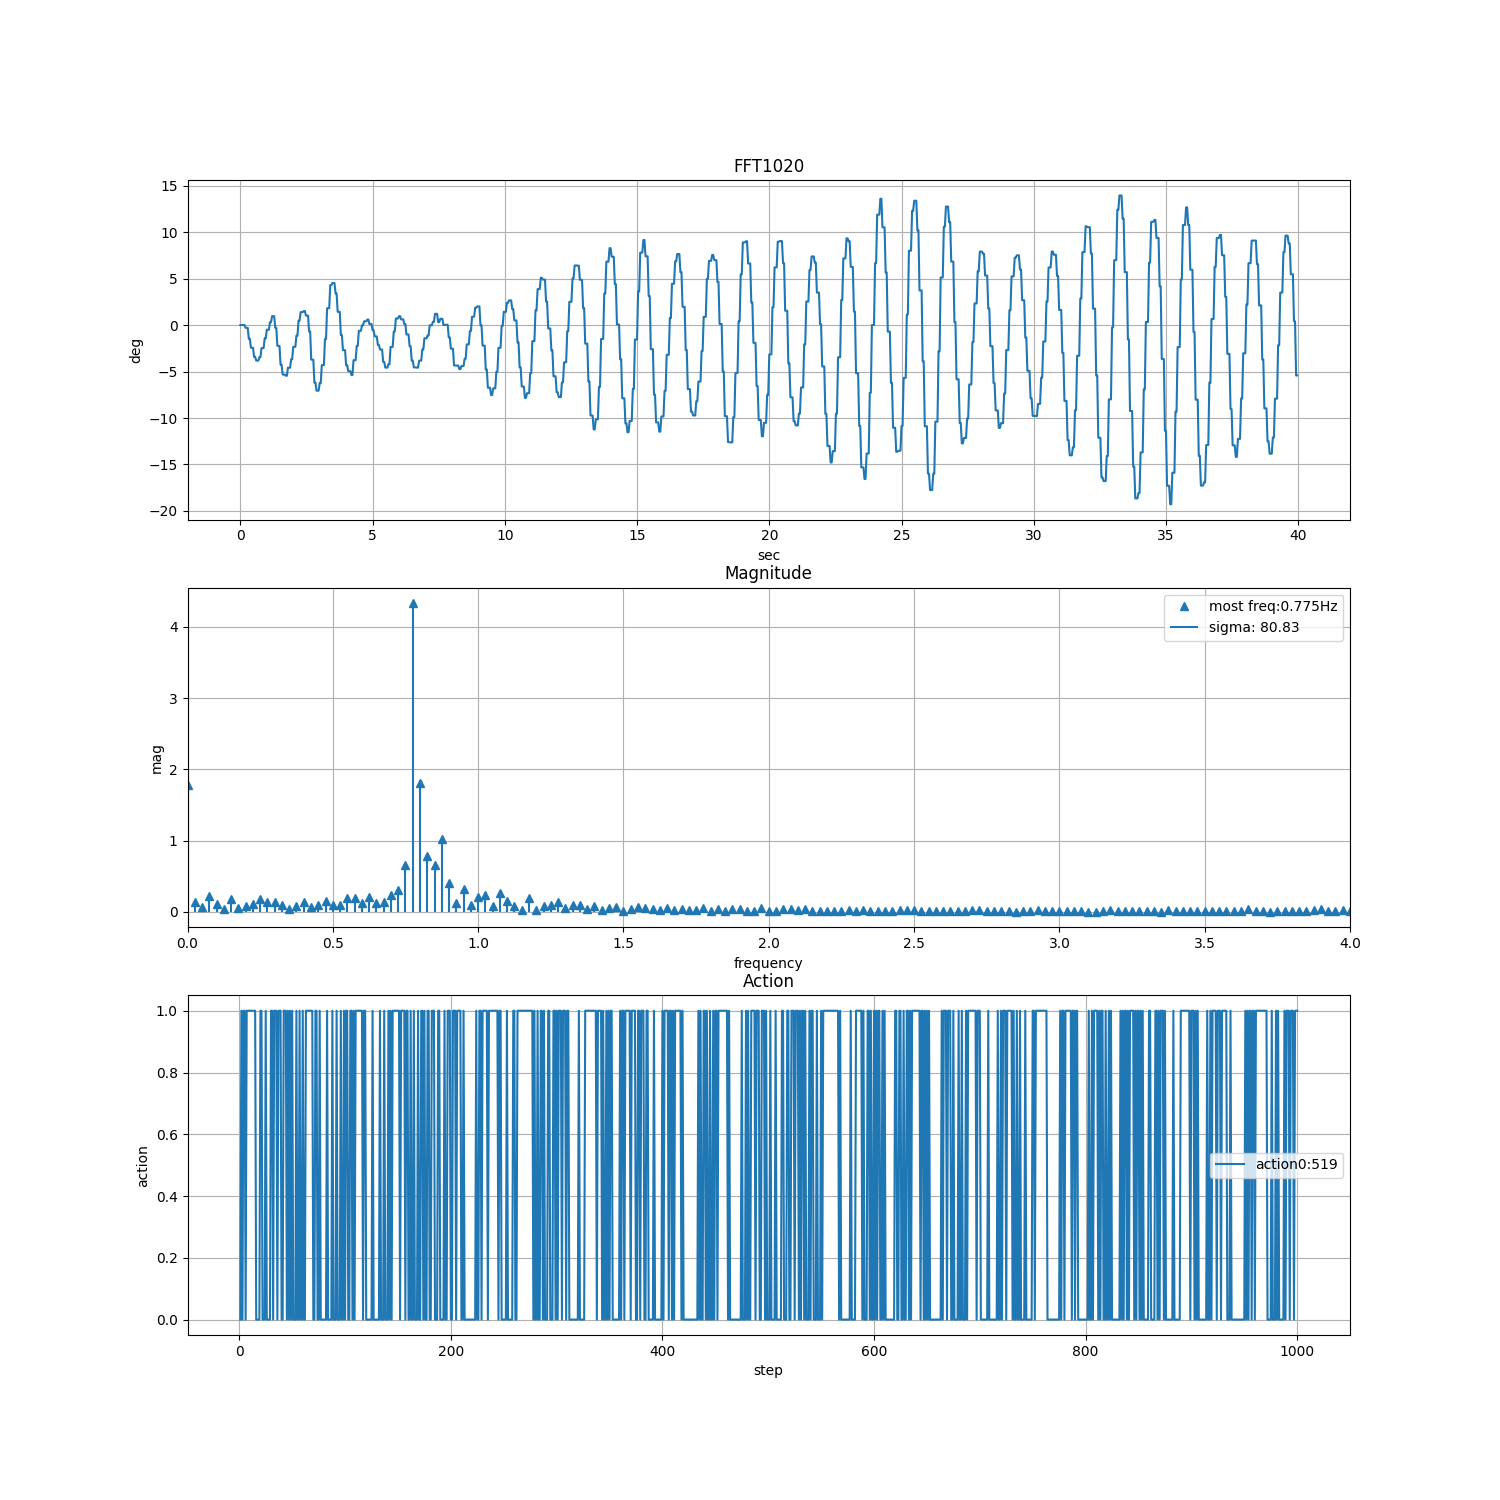 FFT1020
15
10
5
0
−5
−10
−15
−20
deg
0 5 10 15 20 25 30 35 40
sec
Magnitude
most freq:0.775Hz
sigma: 80.83
4
3
2
1
0
mag
0.0 0.5 1.0 1.5 2.0 2.5 3.0 3.5 4.0
frequency
Action
1.0
0.8
0.6
0.4
0.2
0.0
action
action0:519
0 200 400 600 800 1000
step